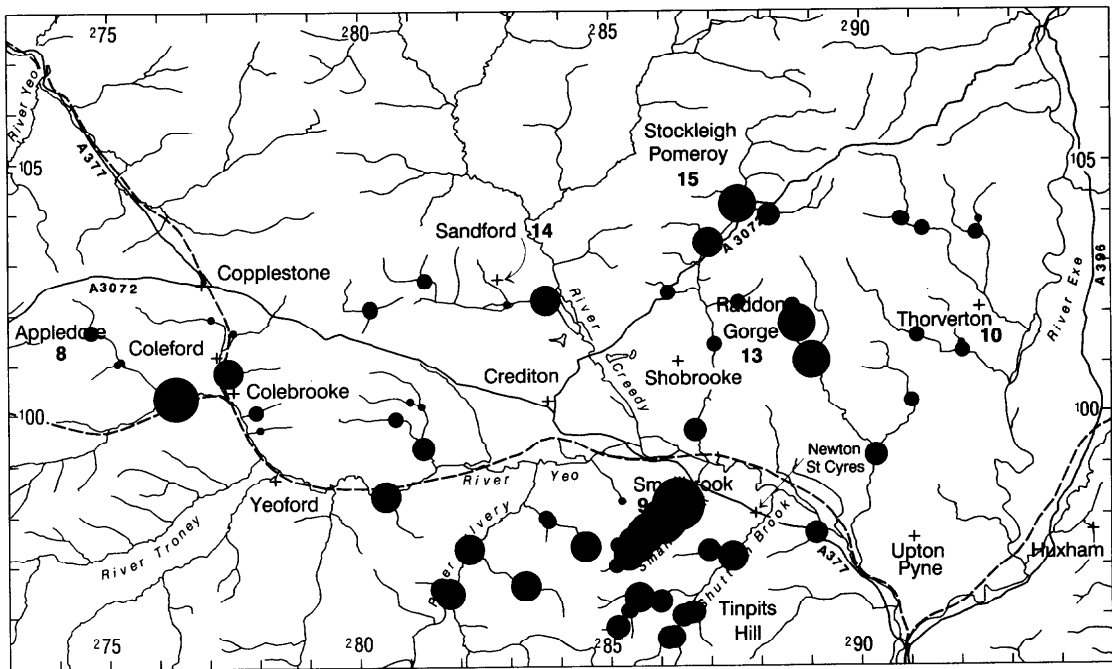 275
280
285
290
River Yeo
A377
105
Stockleigh
Pomeroy
15
105
Sandford 14
A3072
A396
Copplestone
A3072
River
River Exe
Appledore
8
Coleford
Raddon
Gorge
13
Thorverton
10
Creedy
Crediton
Shobrooke
Colebrooke
100
100
Newton
St Cyres
River Yeo
Yeoford
9
Brook
River Troney
A377
Upton
Pyne
Huxham
Tinpits
Hill
275
280
285
290